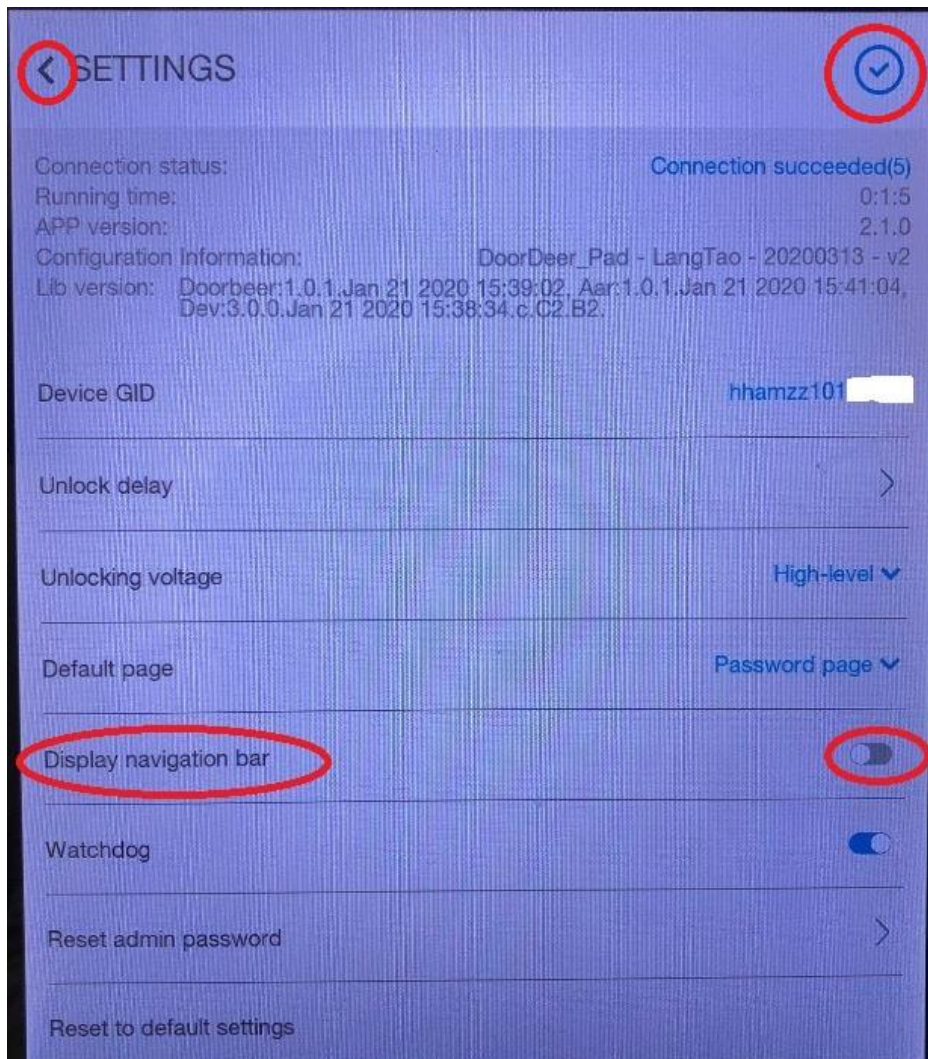 SETTINGS
Connection status: Connection succeeded(5)
Running time: 0:1:5
APP version: 2.1.0
Configuration Information: DoorDeer_Pad - LangTao - 20200313 - v2
Lib version: Doorbeer:1.0.1.Jan 21 2020 15:39:02, Aar:1.0.1.Jan 21 2020 15:41:04,
Dev:3.0.0.Jan 21 2020 15:38:34.c.C2.B2.
Device GID hhamzz101
Unlock delay
Unlocking voltage High-level
Default page Password page
Display navigation bar
Watchdog
Reset admin password
Reset to default settings